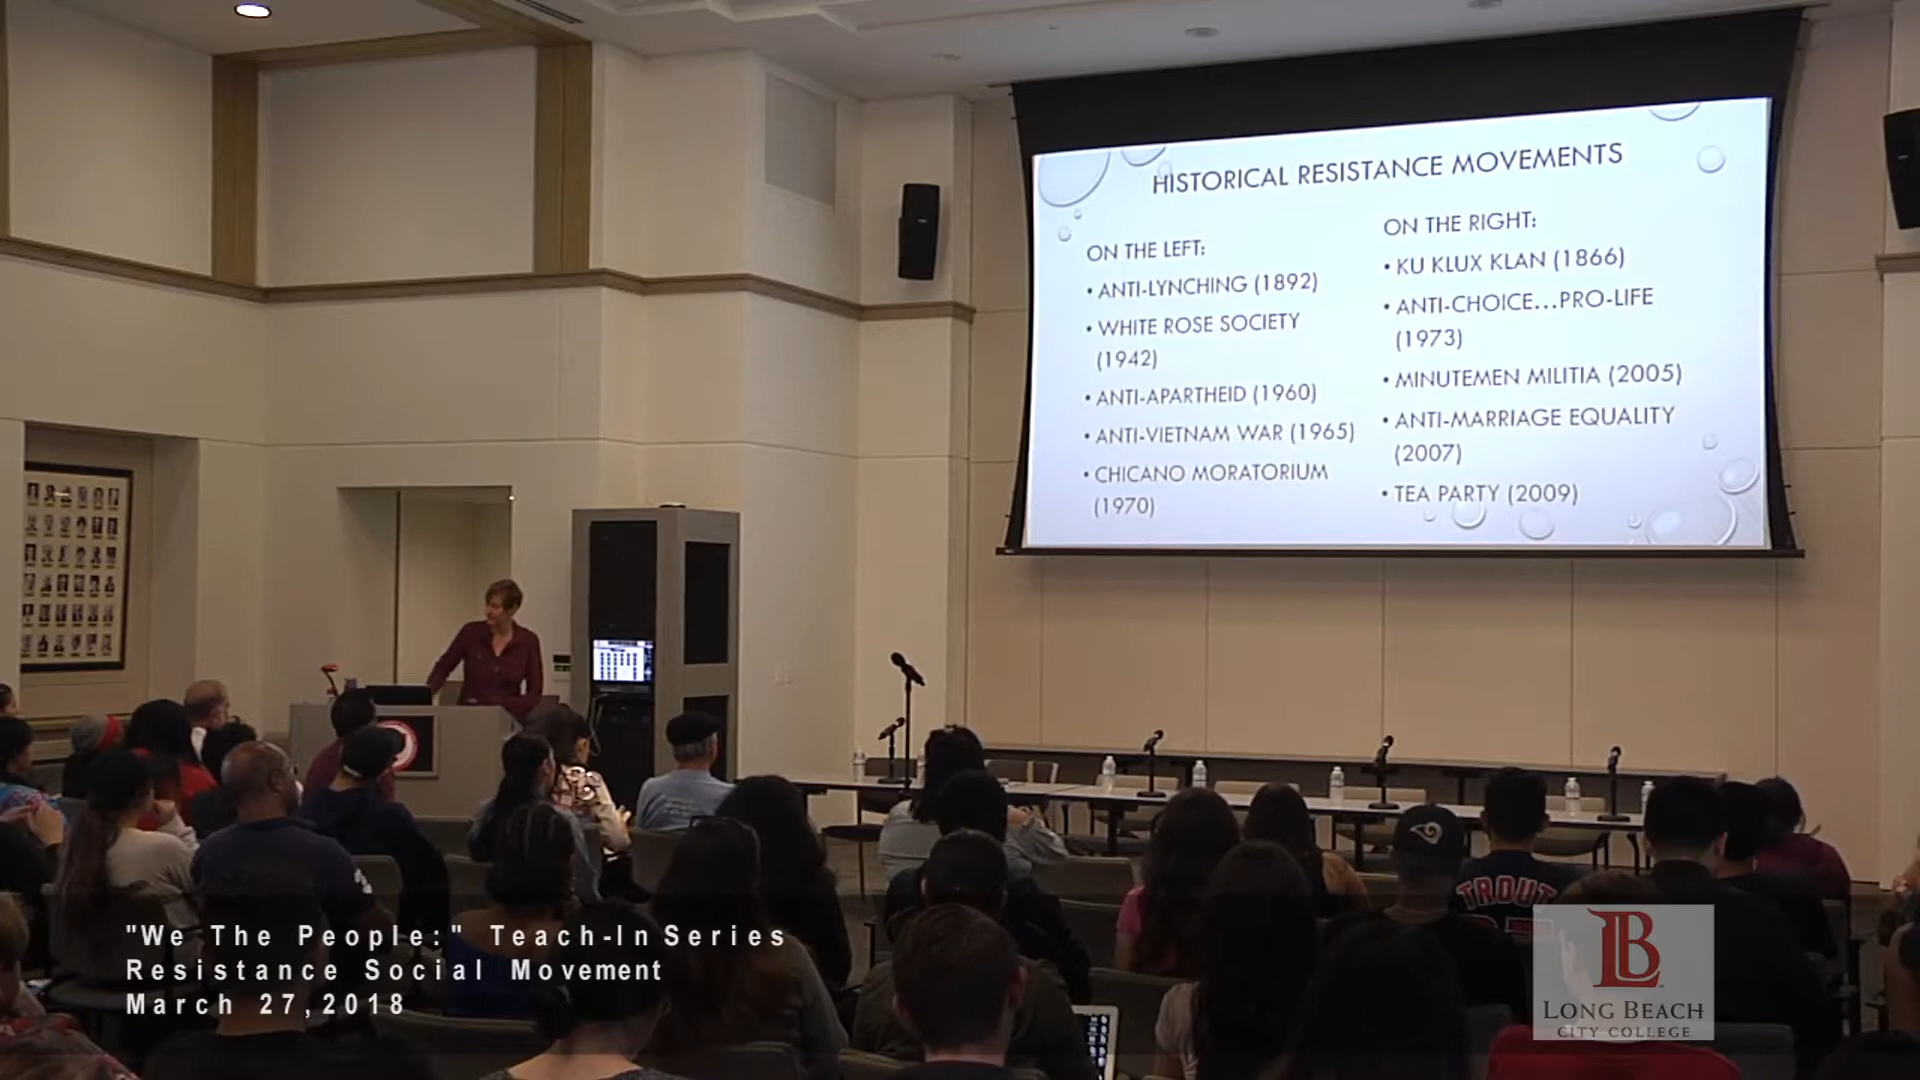 HISTORICAL RESISTANCE MOVEMENTS
ON THE LEFT:
• ANTI-LYNCHING (1892)
• WHITE ROSE SOCIETY
(1942)
• ANTI-APARTHEID (1960)
• ANTI-VIETNAM WAR (1965)
• CHICANO MORATORIUM
(1970)
ON THE RIGHT:
• KU KLUX KLAN (1866)
• ANTI-CHOICE...PRO-LIFE
(1973)
• MINUTEMEN MILITIA (2005)
• ANTI-MARRIAGE EQUALITY
(2007)
• TEA PARTY (2009)
TROUT
"We The People:" Teach-In Series
Resistance Social Movement
March 27, 2018
LB
LONG BEACH
CITY COLLEGE